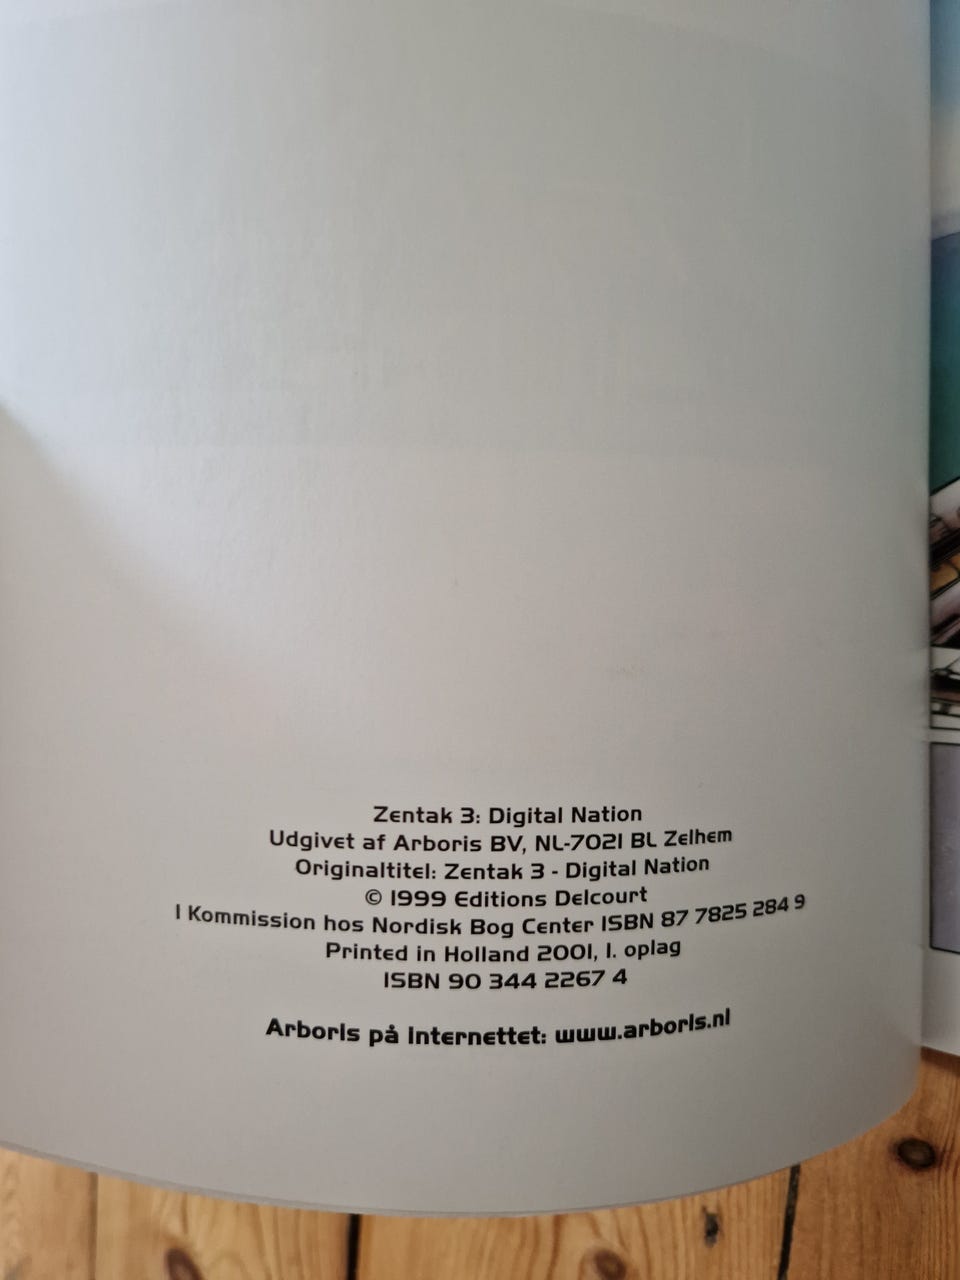 Zentak 3: Digital Nation
Udgivet af Arboris BV, NL-7021 BL Zelhem
Originaltitel: Zentak 3 - Digital Nation
© 1999 Editions Delcourt
I Kommission hos Nordisk Bog Center ISBN 87 7825 284 9
Printed in Holland 2001, 1. oplag
ISBN 90 344 2267 4
Arboris på Internettet: www.arboris.nl